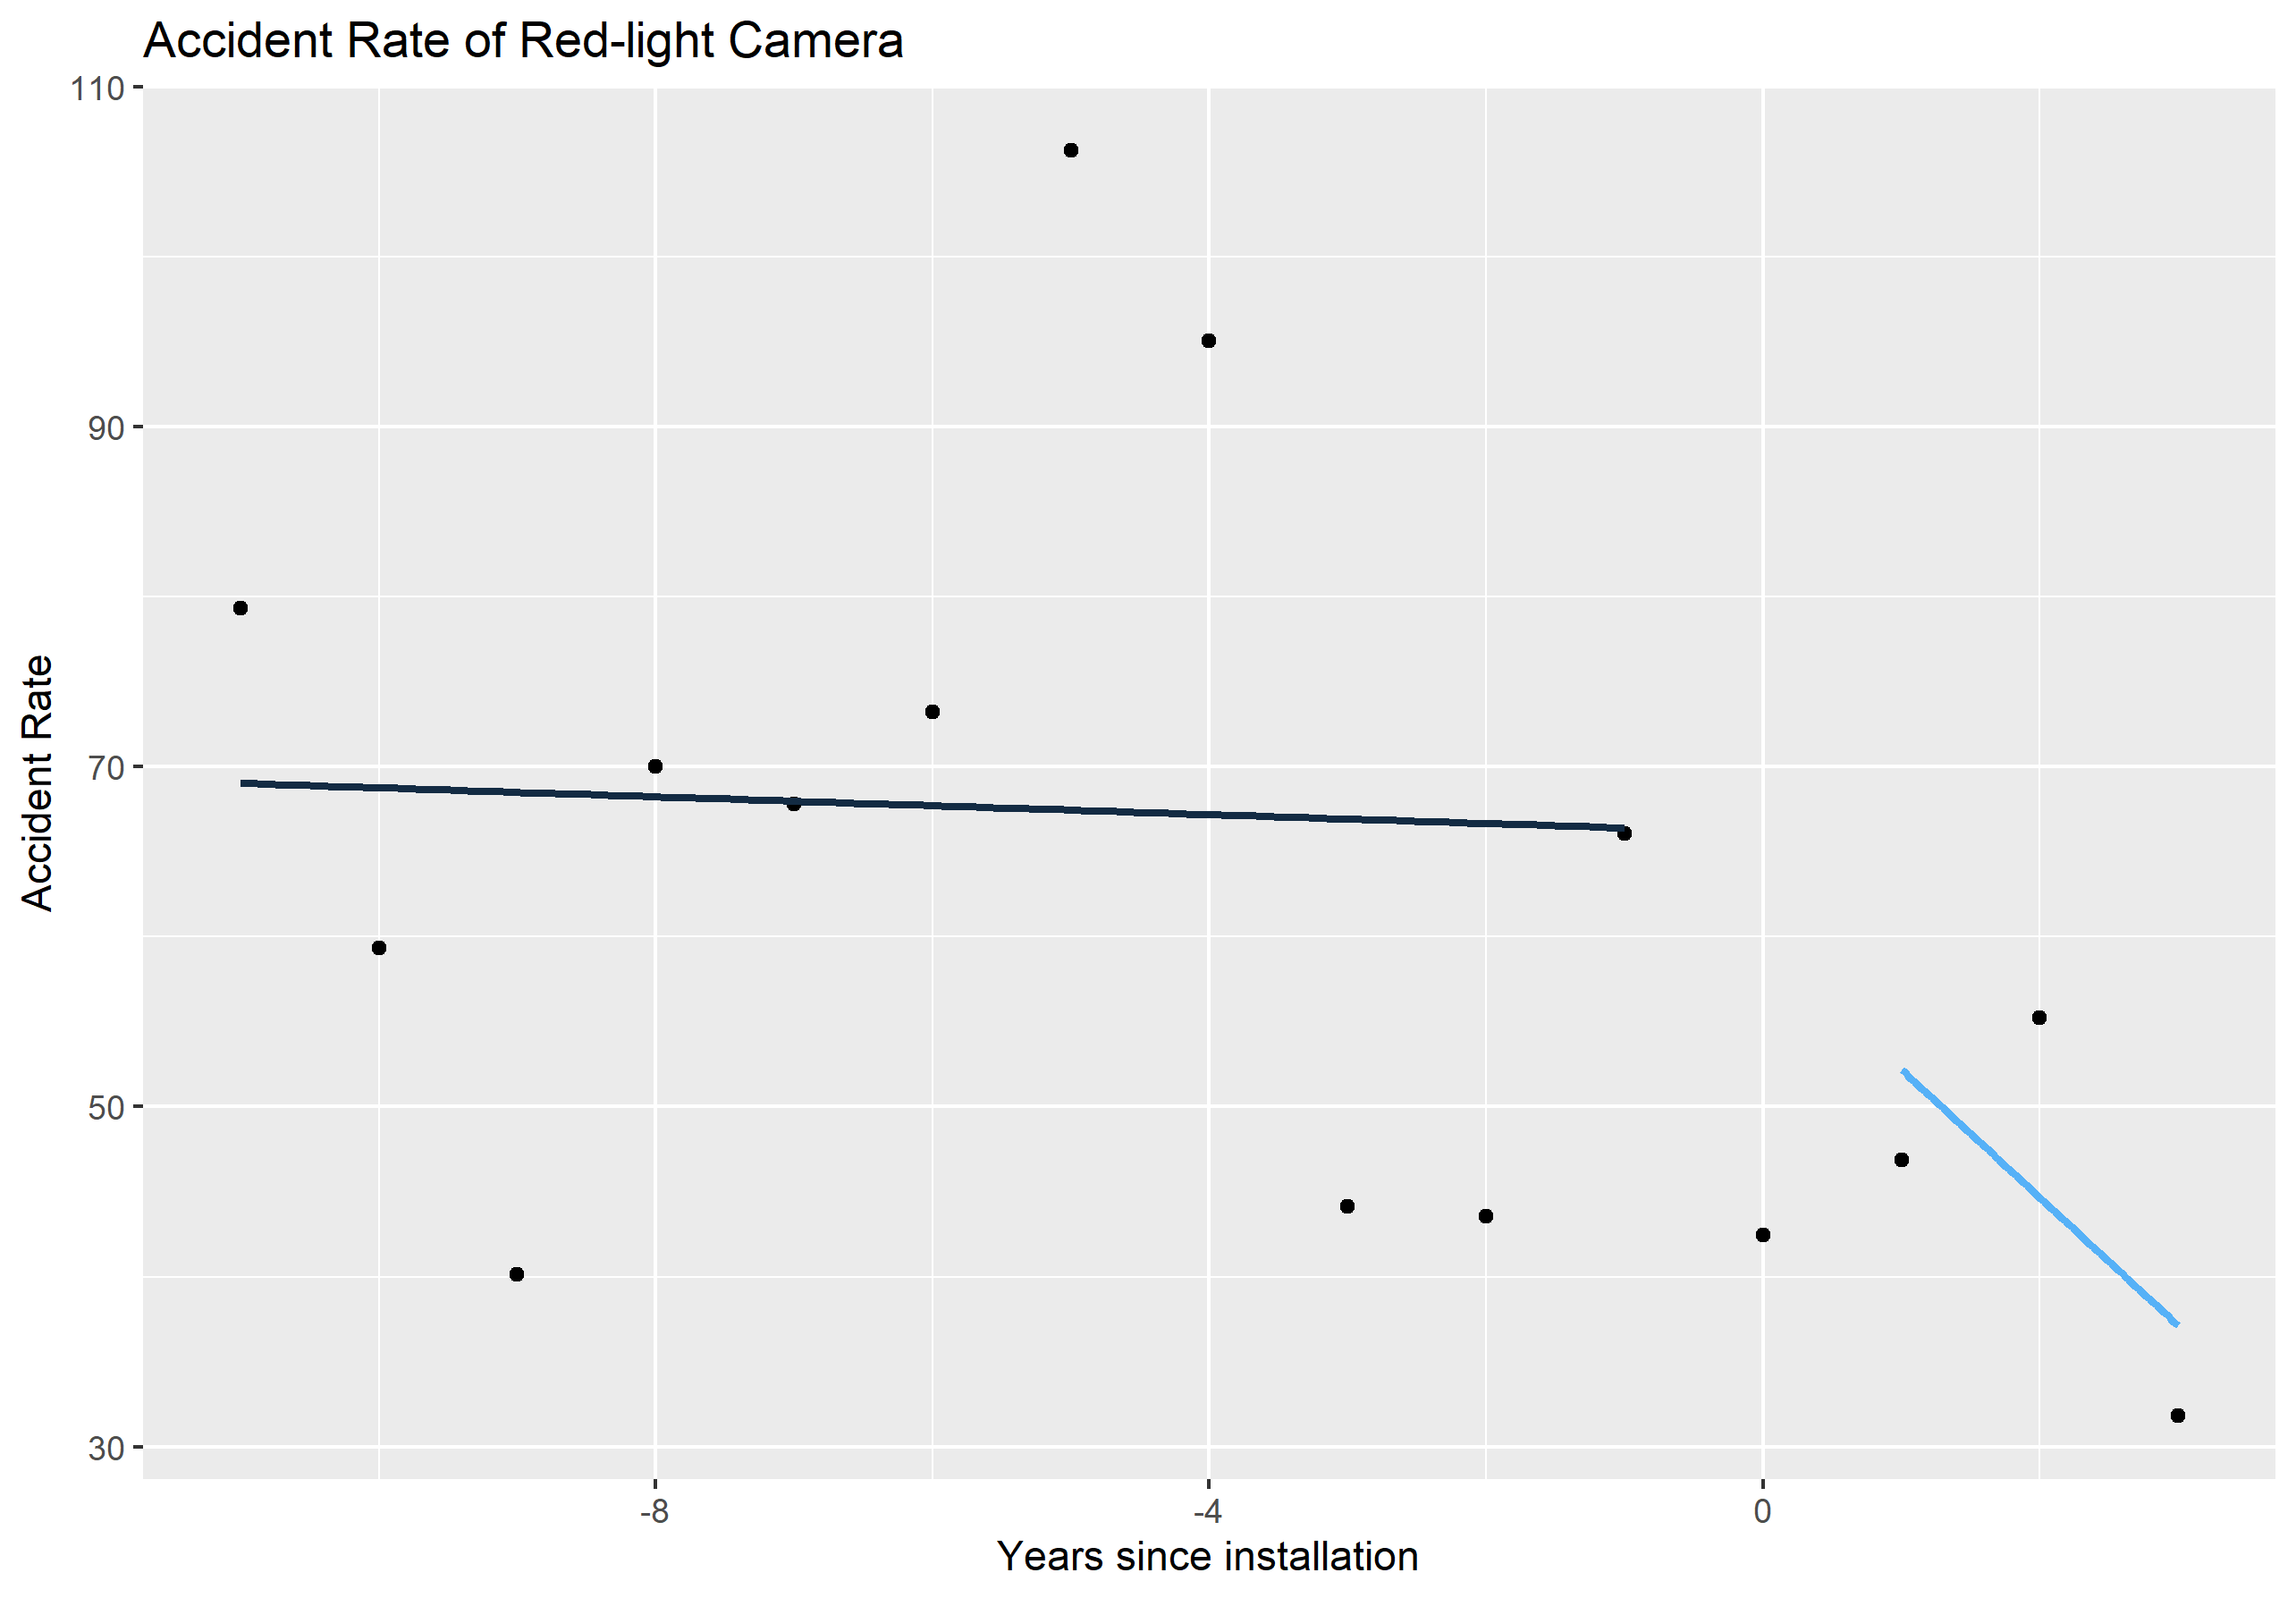 Accident Rate of Red-light Camera
110
90
70
50
30
Accident Rate
-8
-4
0
Years since installation